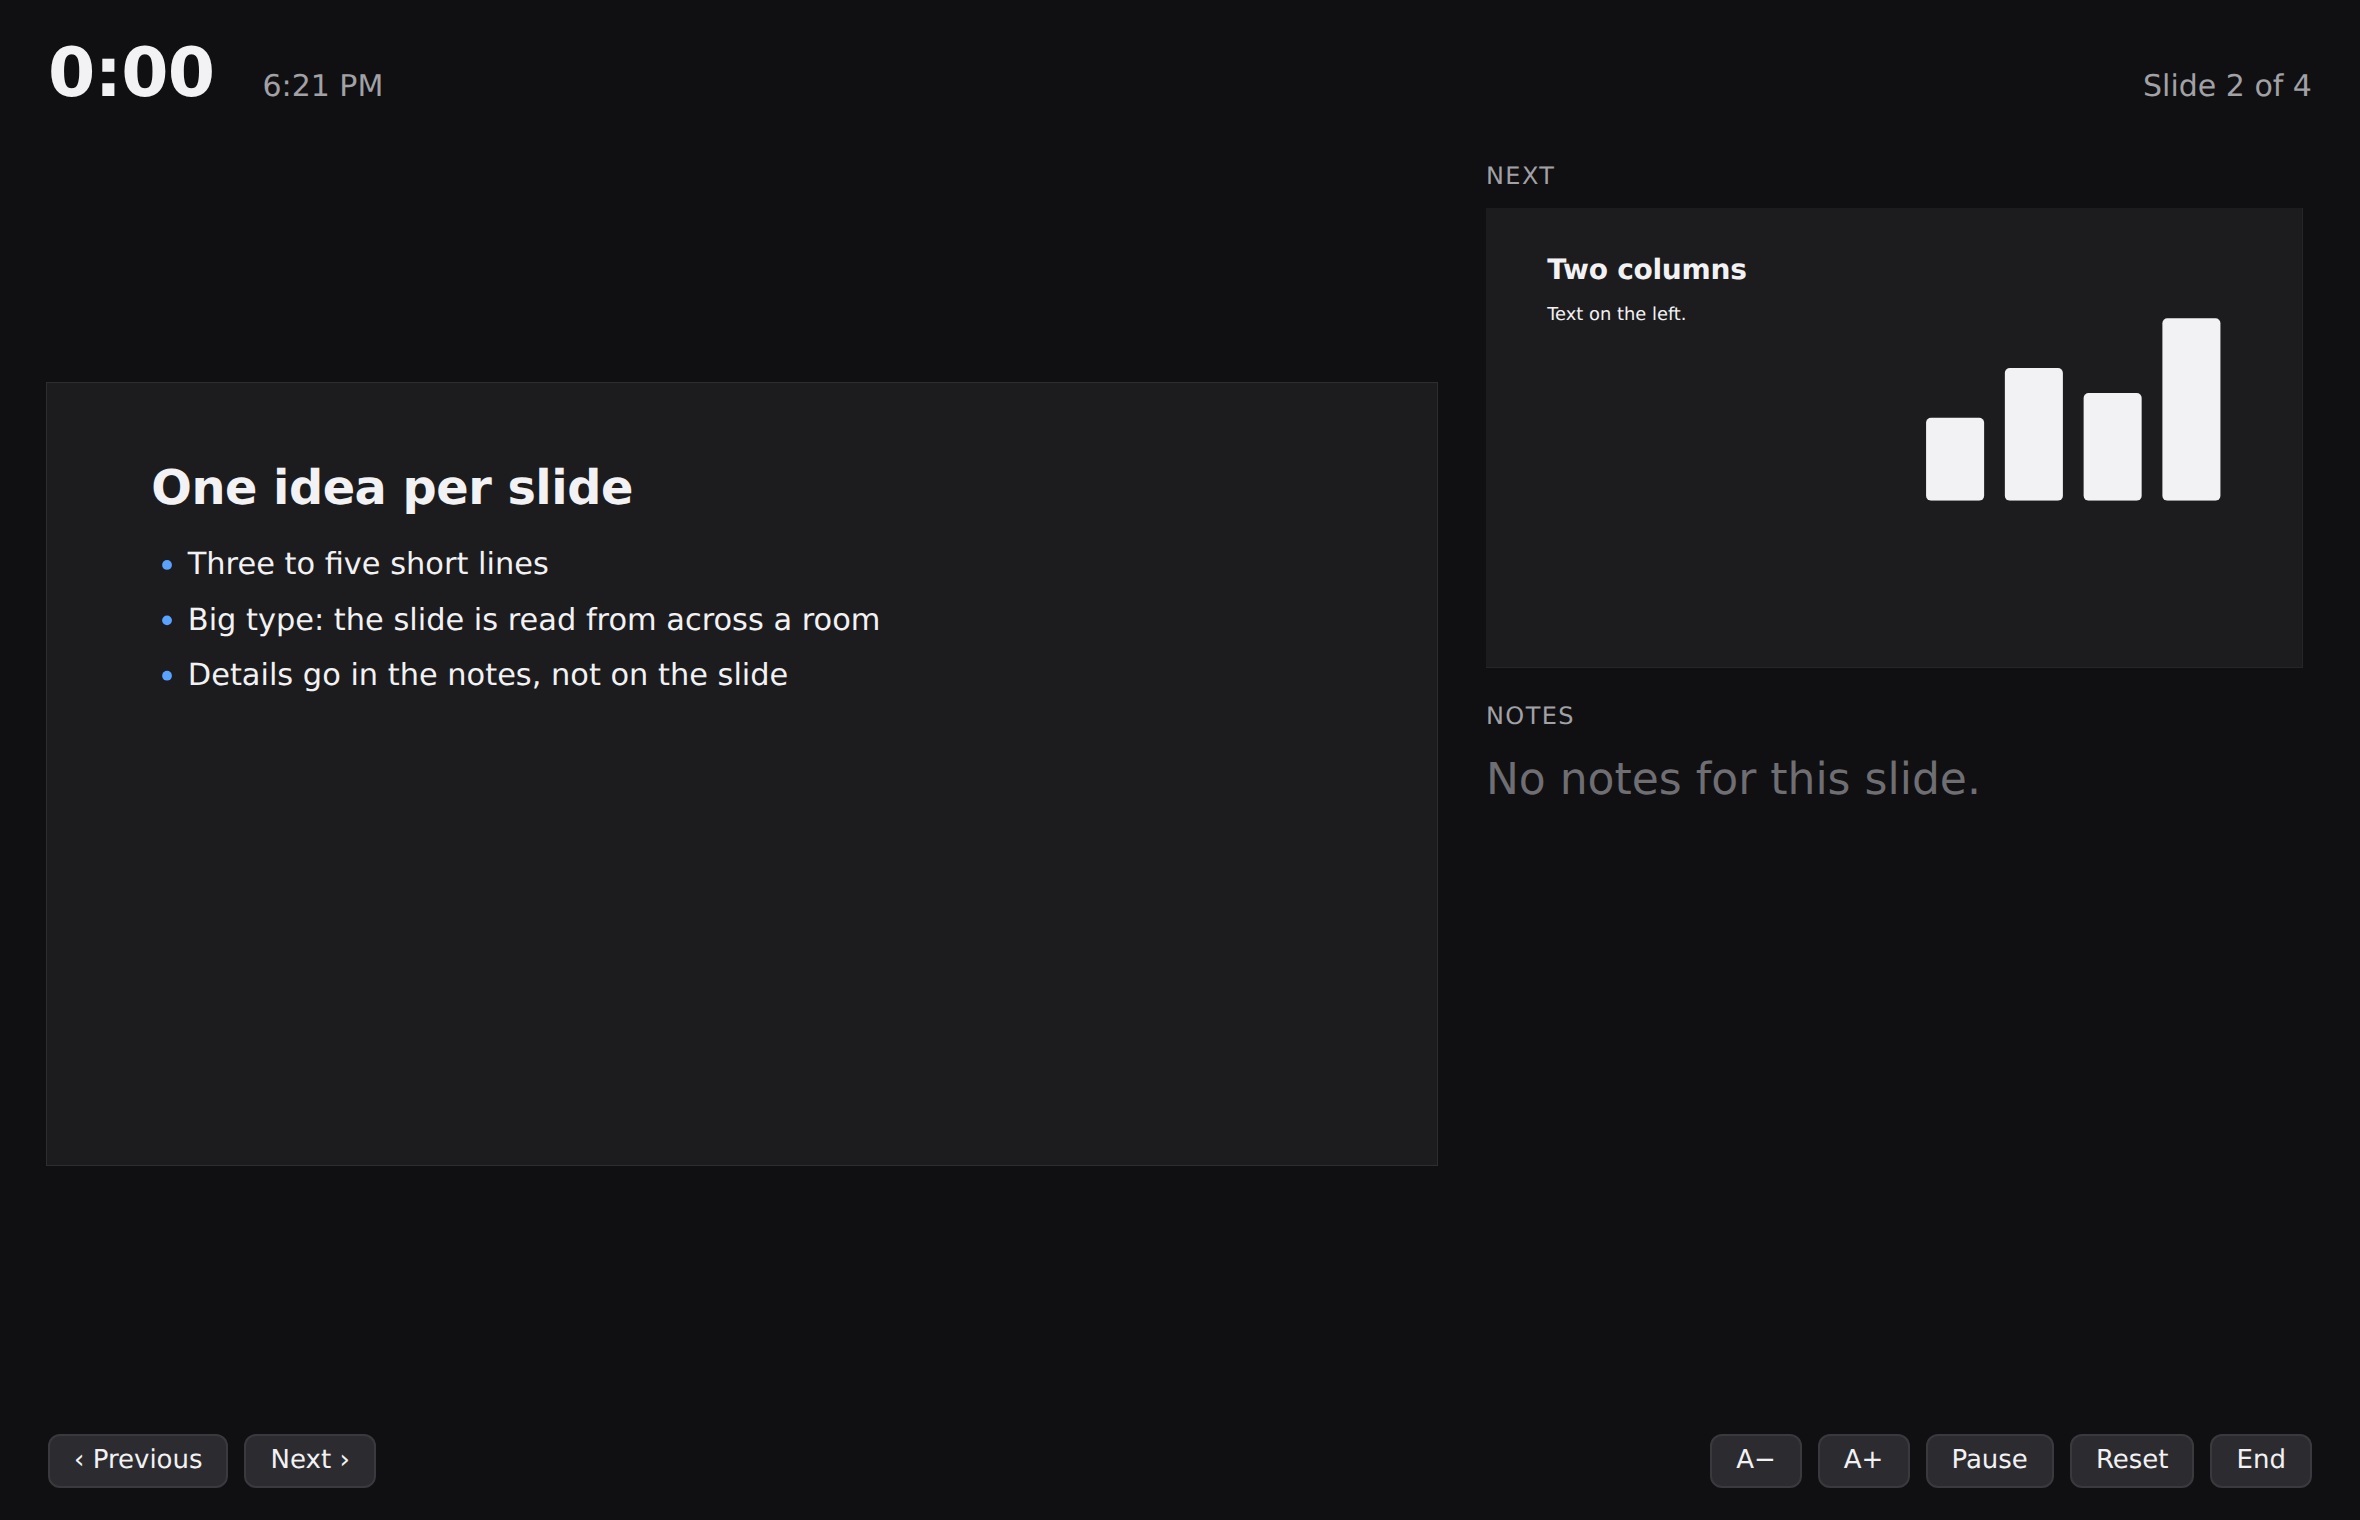 0:00 6:21 PM
Slide 2 of 4
One idea per slide
• Three to five short lines
• Big type: the slide is read from across a room
• Details go in the notes, not on the slide
NEXT
Two columns
Text on the left.
NOTES
No notes for this slide.
‹ Previous Next ›
A− A+ Pause Reset End